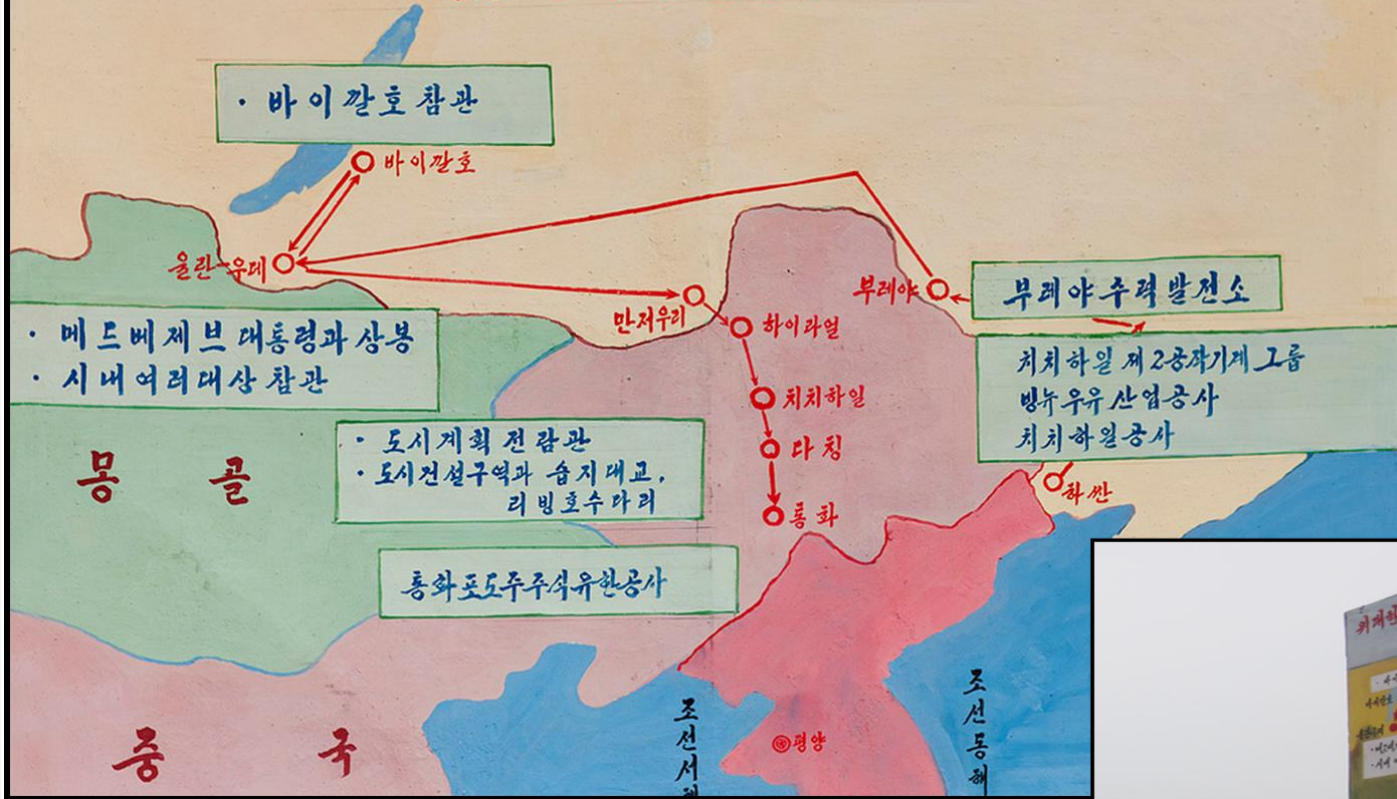 · 바이깔호참관
바이깔호
울란-우데
만저우리
부레야
부레야수력발전소
하이라얼
· 메드베제브대통령과 상봉
· 시내여러대상참관
치치하얼 제2공작기계그룹
빙뉴우유산업공사
치치하얼공사
치치하얼
· 도시계획전람관
· 도시건설구역과 습지대교,
리빙호수다리
다칭
하싼
몽골
통화
통화포도주주식유한공사
조선서해
조선동해
평양
중국
위대한